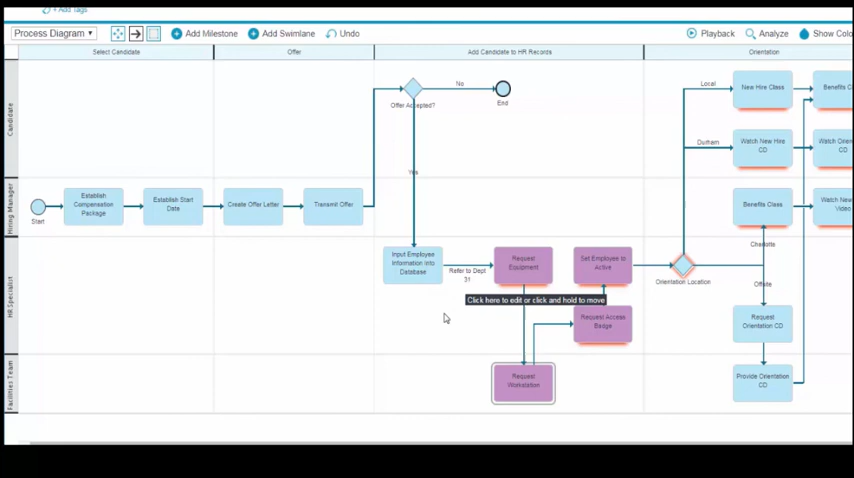 + Add Tags
Process Diagram
Add Milestone
Add Swimlane
Undo
Playback
Analyze
Show Colo
Select Candidate
Offer
Add Candidate to HR Records
Orientation
Candidate
No
End
Offer Accepted?
Yes
Local
New Hire Class
Benefits C
Durham
Watch New Hire
CD
Watch Orien
CD
Hiring Manager
Start
Establish
Compensation
Package
Establish Start
Date
Create Offer Letter
Transmit Offer
Benefits Class
Watch New
Video
HR Specialist
Input Employee
Information Into
Database
Refer to Dept
31
Request
Equipment
Set Employee to
Active
Charlotte
Orientation Location
Offsite
Click here to edit or click and hold to move
Request Access
Badge
Request
Orientation CD
Facilities Team
Request
Workstation
Provide Orientation
CD